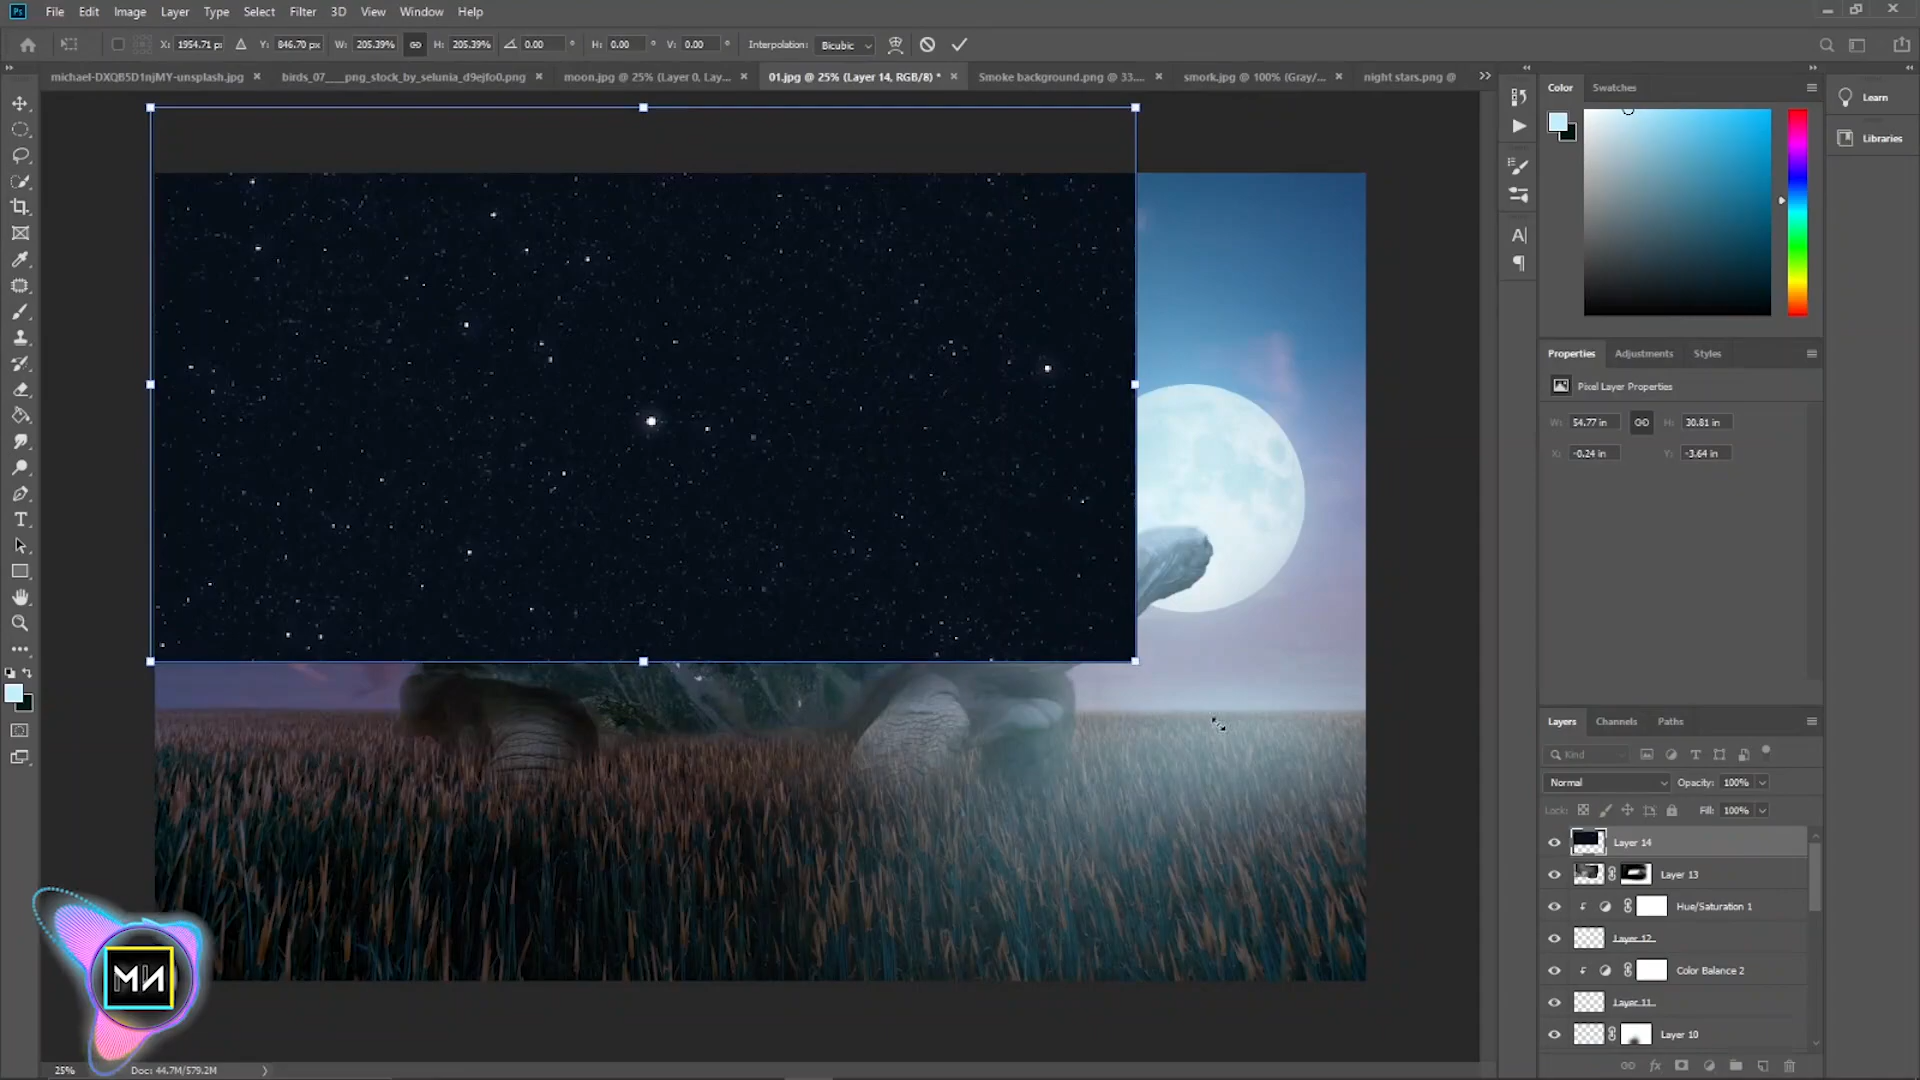 Ps File Edit Image Layer Type Select Filter 3D View Window Help
X: 1954.71 px Y: 846.70 px W: 205.39% H: 205.39% 0.00 ° H: 0.00 ° V: 0.00 ° Interpolation: Bicubic
michael-DXQB5D1njMY-unsplash.jpg × birds_07___png_stock_by_selunia_d9ejfo0.png × moon.jpg @ 25% (Layer 0, Lay... × 01.jpg @ 25% (Layer 14, RGB/8) * × Smoke background.png @ 33.... × smork.jpg @ 100% (Gray/... × night stars.png @
Color Swatches
Learn
Libraries
Properties Adjustments Styles
Pixel Layer Properties
W: 54.77 in H: 30.81 in
X: -0.24 in Y: -3.64 in
Layers Channels Paths
Kind
Normal Opacity: 100%
Lock: Fill: 100%
Layer 14
Layer 13
Hue/Saturation 1
Layer 12
Color Balance 2
Layer 11
Layer 10
МИ
25% Doc: 44.7M/579.2M